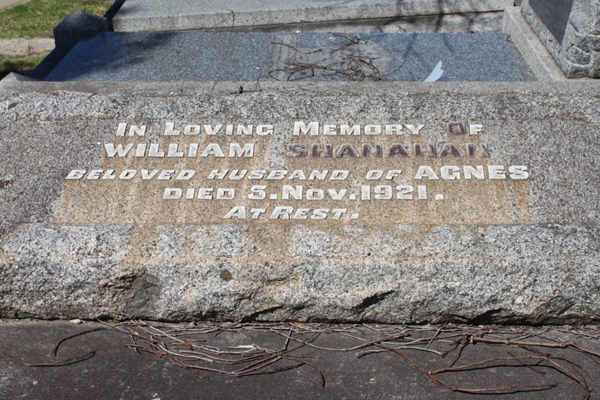 In Loving Memory of
WILLIAM SHANAHAN
BELOVED HUSBAND OF AGNES
DIED 5. Nov. 1921.
At Rest.